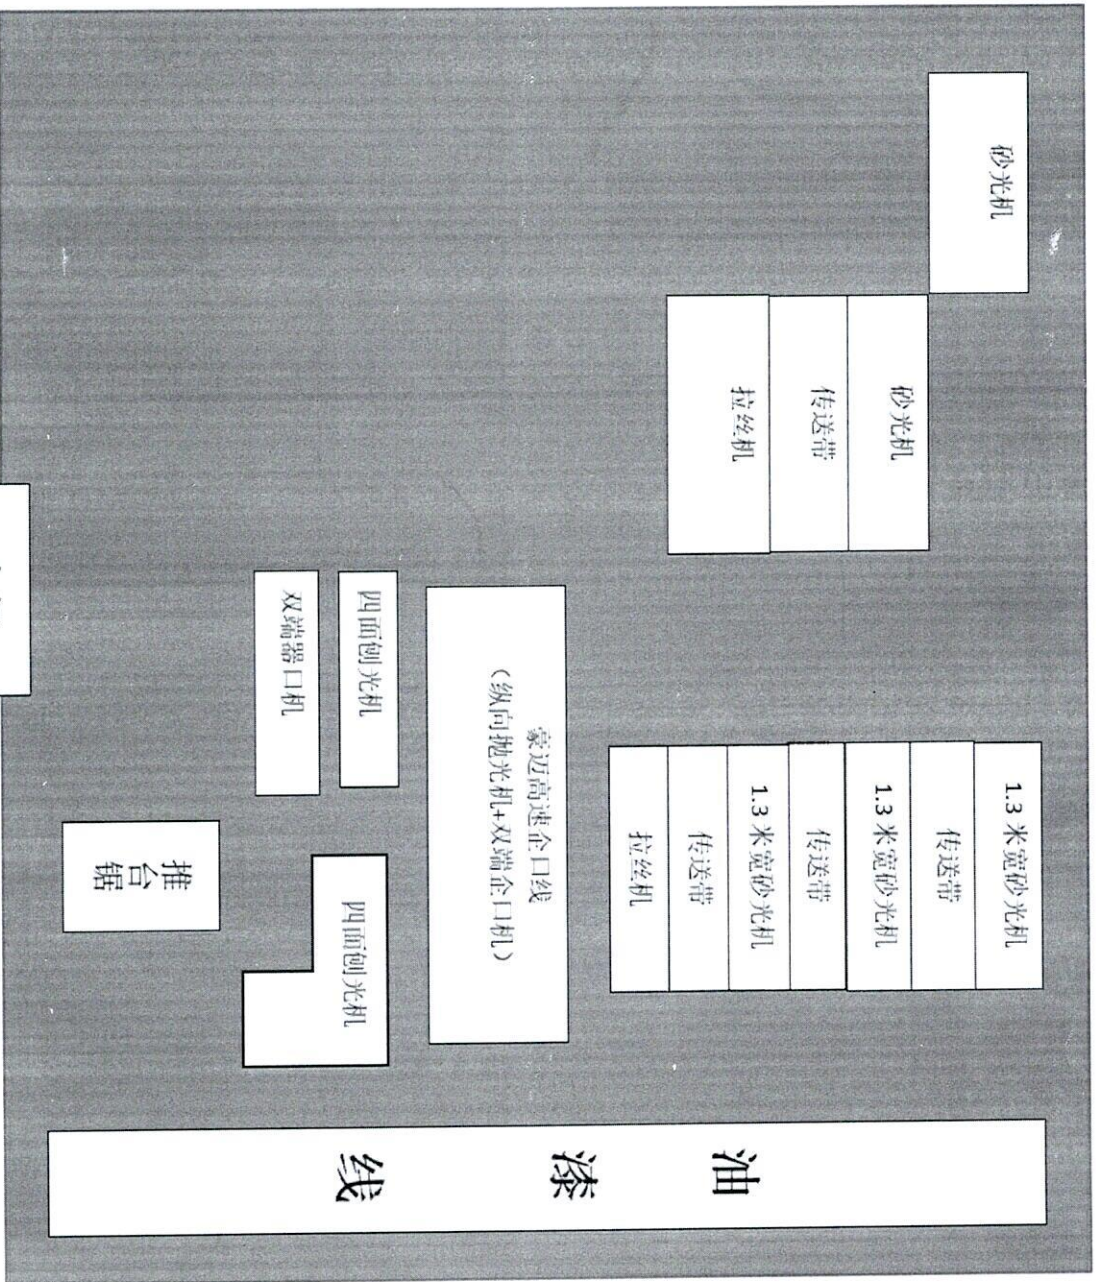 砂光机
1.3 米宽砂光机
传送带
砂光机
1.3 米宽砂光机
传送带
传送带
拉丝机
1.3 米宽砂光机
传送带
拉丝机
豪迈高速企口线
（纵向抛光机+双端企口机）
四面刨光机
四面刨光机
双端器口机
推台锯
油漆线